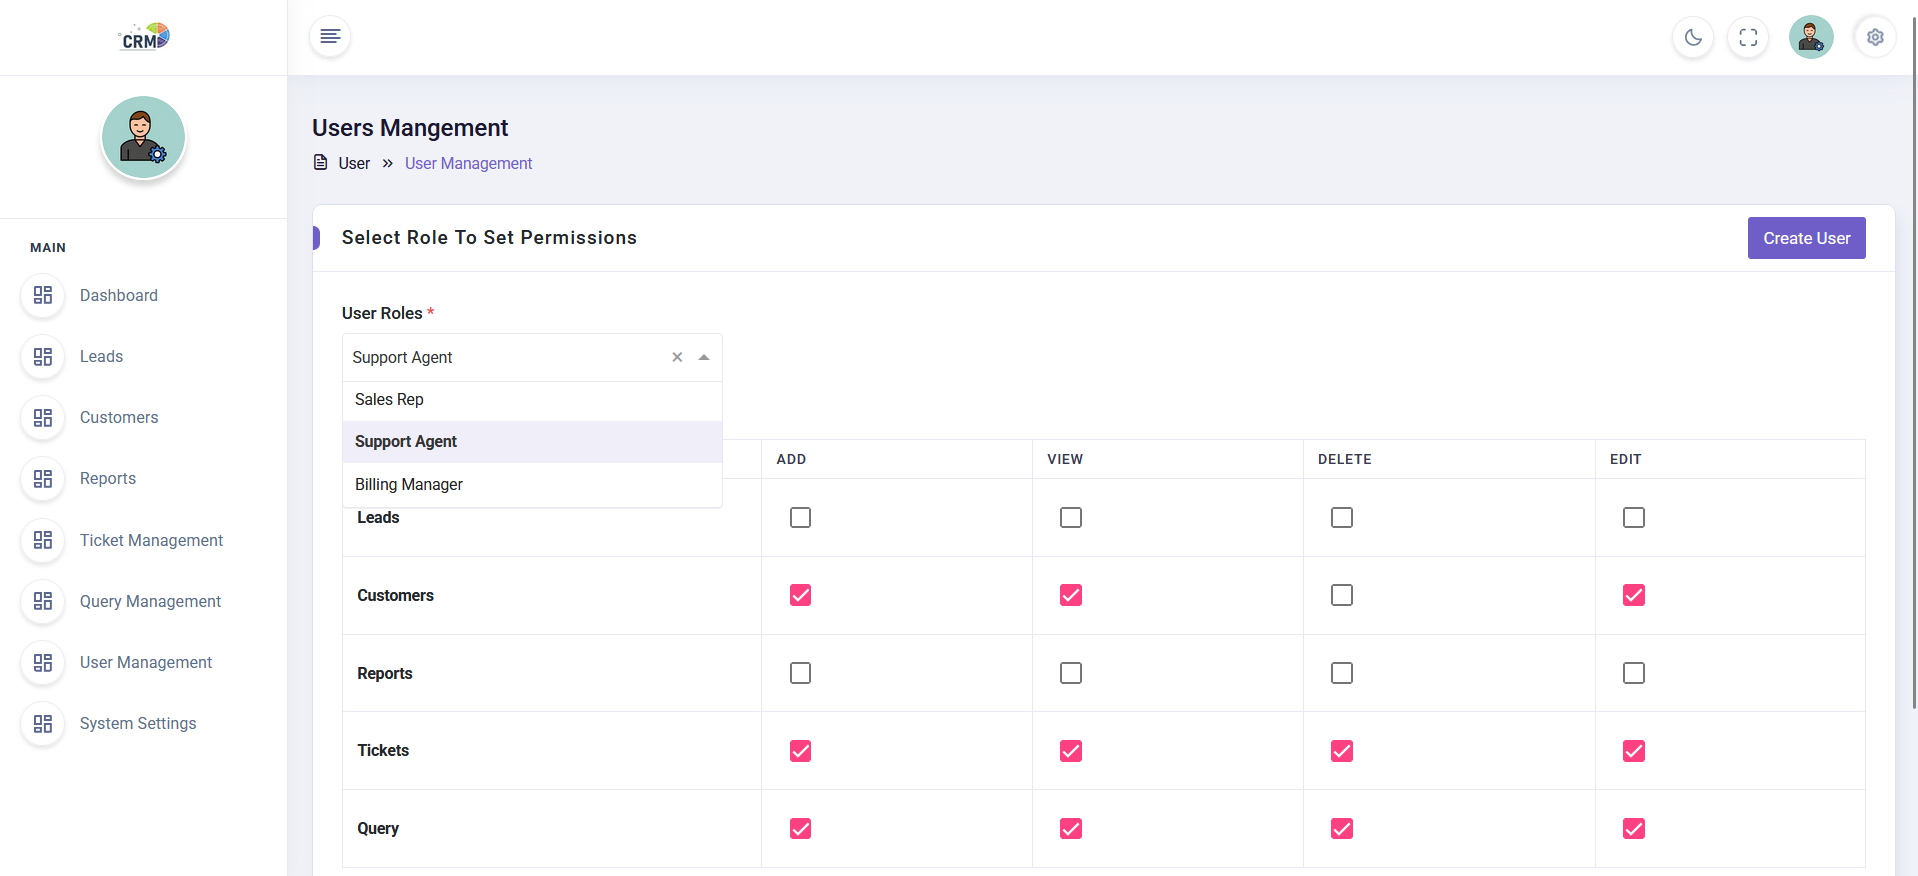 CRM
Users Mangement
User » User Management
MAIN
Dashboard
Leads
Customers
Reports
Ticket Management
Query Management
User Management
System Settings
Select Role To Set Permissions
Create User
User Roles *
Support Agent
Sales Rep
Support Agent
Billing Manager
ADD VIEW DELETE EDIT
Leads
Customers
Reports
Tickets
Query